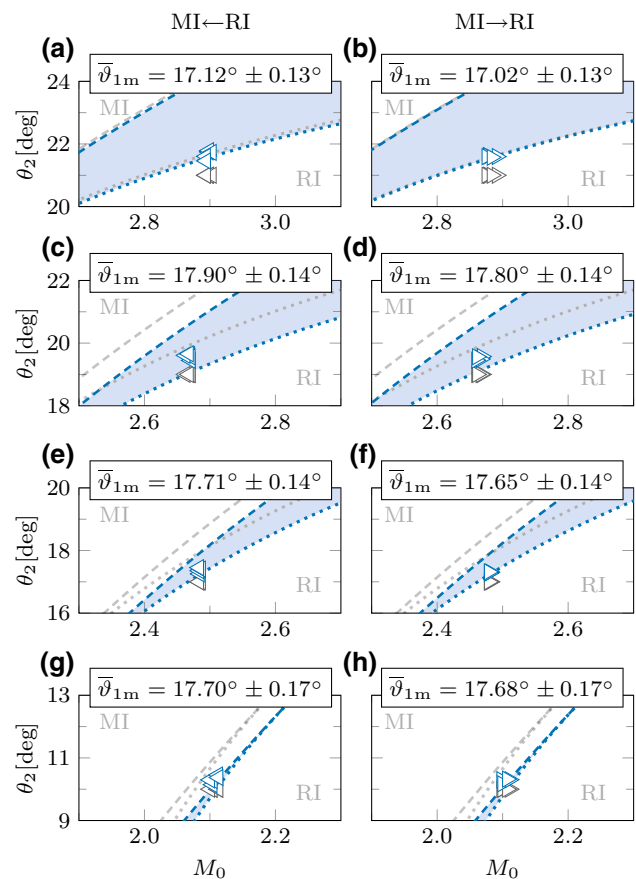 MI←RI MI→RI
(a) (b)
ϑ̅₁ₘ = 17.12° ± 0.13° ϑ̅₁ₘ = 17.02° ± 0.13°
θ₂[deg] 24 22 20 MI RI 2.8 3.0
MI RI 2.8 3.0
(c) (d)
ϑ̅₁ₘ = 17.90° ± 0.14° ϑ̅₁ₘ = 17.80° ± 0.14°
θ₂[deg] 22 20 18 MI RI 2.6 2.8
MI RI 2.6 2.8
(e) (f)
ϑ̅₁ₘ = 17.71° ± 0.14° ϑ̅₁ₘ = 17.65° ± 0.14°
θ₂[deg] 20 18 16 MI RI 2.4 2.6
MI RI 2.4 2.6
(g) (h)
ϑ̅₁ₘ = 17.70° ± 0.17° ϑ̅₁ₘ = 17.68° ± 0.17°
θ₂[deg] 13 11 9 MI RI 2.0 2.2
MI RI 2.0 2.2
M₀ M₀